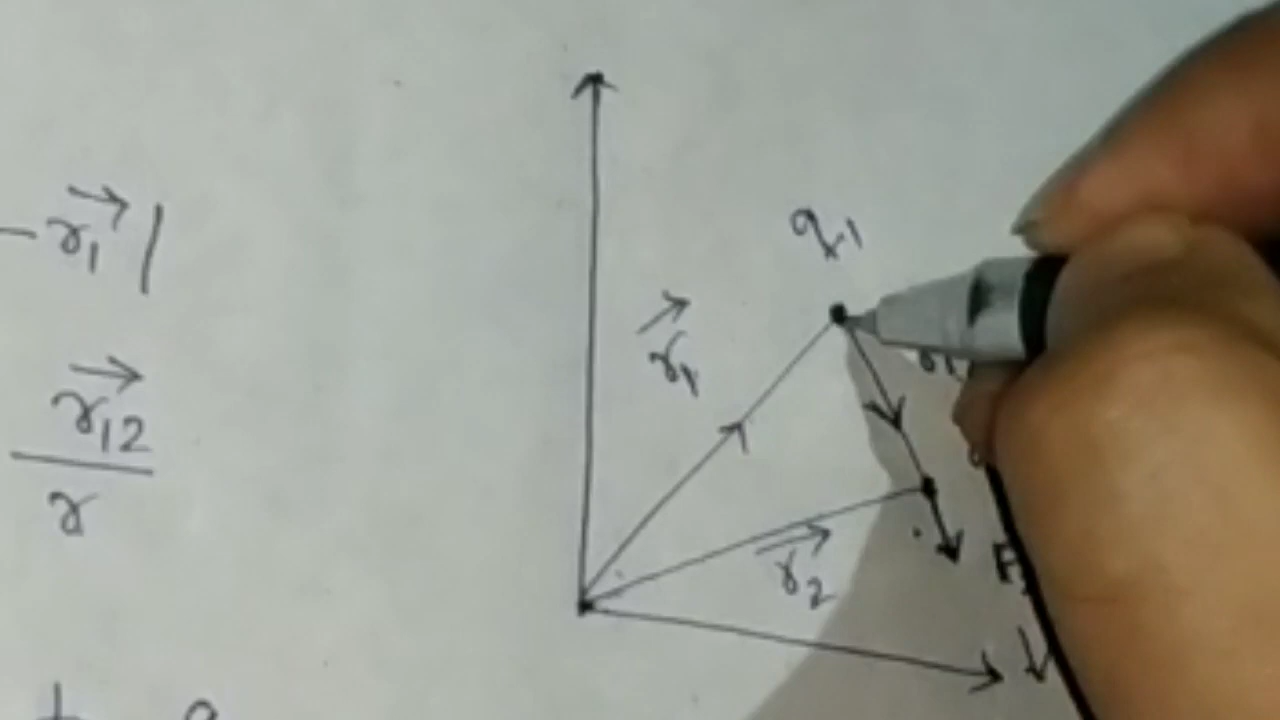 - r₁ |
r₁₂
r
q₁
r₁
r₂
F